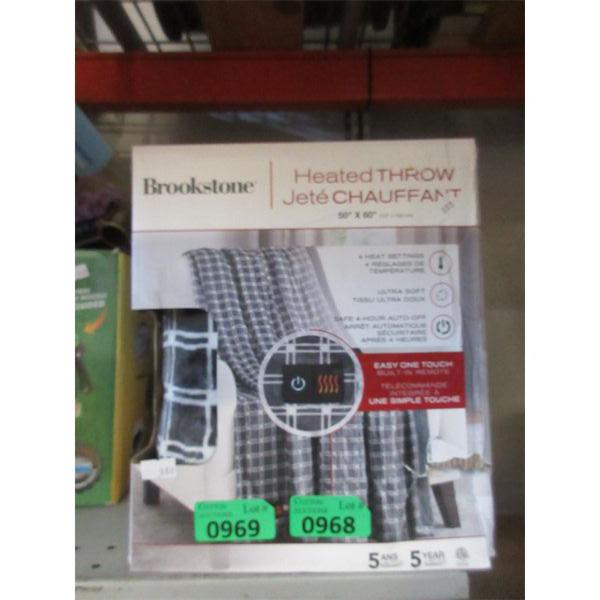 Brookstone
Heated THROW
Jeté CHAUFFANT
50" X 60"
4 HEAT SETTINGS
4 RÉGLAGES DE
TEMPÉRATURE
ULTRA SOFT
TISSU ULTRA DOUX
SAFE 4-HOUR AUTO-OFF
ARRÊT AUTOMATIQUE
SÉCURITAIRE
APRÈS 4 HEURES
EASY ONE TOUCH
BUILT-IN REMOTE
TÉLÉCOMMANDE
INTÉGRÉE À
UNE SIMPLE TOUCHE
Lot #
0969
Lot #
0968
5 ANS
5 YEAR